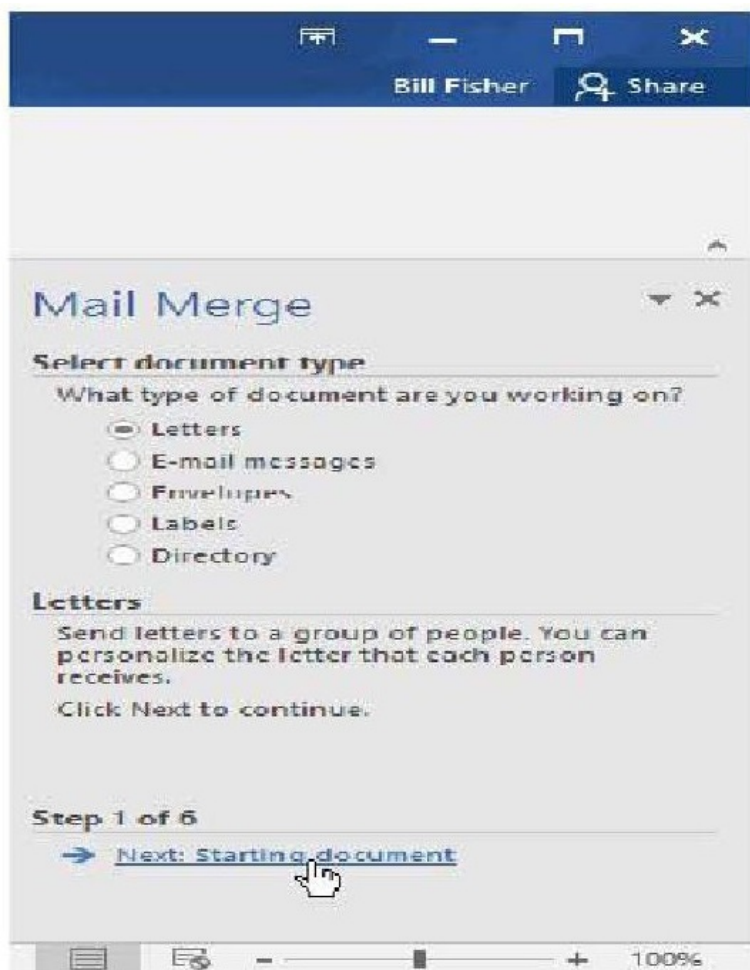 Bill Fisher Share
Mail Merge
Select document type
What type of document are you working on?
Letters
E-mail messages
Envelopes
Labels
Directory
Letters
Send letters to a group of people. You can
personalize the letter that each person
receives.
Click Next to continue.
Step 1 of 6
Next: Starting document
100%